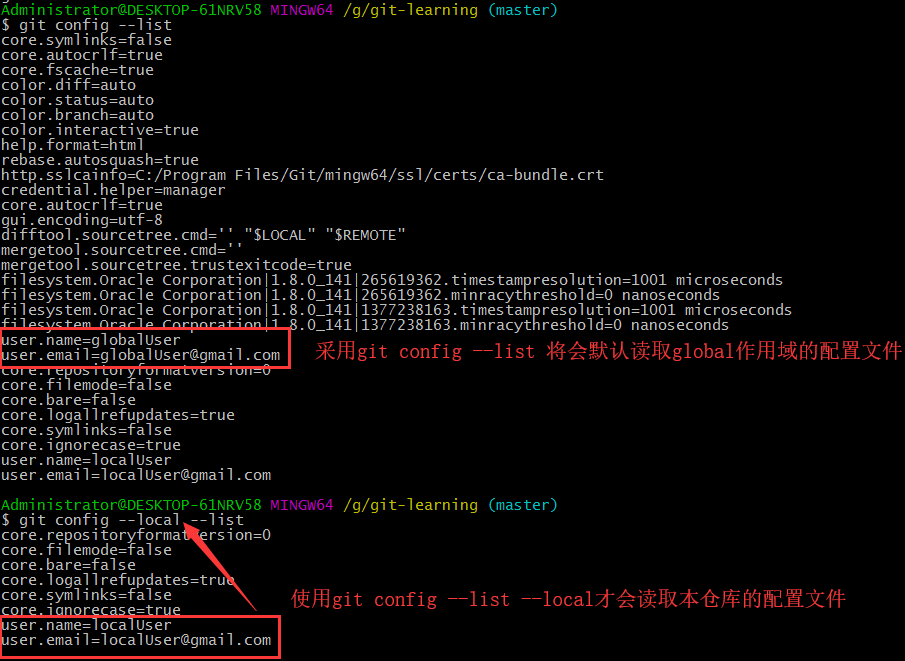 Administrator@DESKTOP-61NRV58 MINGW64 /g/git-learning (master)
$ git config --list
core.symlinks=false
core.autocrlf=true
core.fscache=true
color.diff=auto
color.status=auto
color.branch=auto
color.interactive=true
help.format=html
rebase.autosquash=true
http.sslcainfo=C:/Program Files/Git/mingw64/ssl/certs/ca-bundle.crt
credential.helper=manager
core.autocrlf=true
gui.encoding=utf-8
difftool.sourcetree.cmd='' "$LOCAL" "$REMOTE"
mergetool.sourcetree.cmd=''
mergetool.sourcetree.trustexitcode=true
filesystem.Oracle Corporation|1.8.0_141|265619362.timestampresolution=1001 microseconds
filesystem.Oracle Corporation|1.8.0_141|265619362.minracythreshold=0 nanoseconds
filesystem.Oracle Corporation|1.8.0_141|1377238163.timestampresolution=1001 microseconds
filesystem.Oracle Corporation|1.8.0_141|1377238163.minracythreshold=0 nanoseconds
user.name=globalUser
user.email=globalUser@gmail.com
采用git config --list 将会默认读取global作用域的配置文件
core.repositoryformatversion=0
core.filemode=false
core.bare=false
core.logallrefupdates=true
core.symlinks=false
core.ignorecase=true
user.name=localUser
user.email=localUser@gmail.com
Administrator@DESKTOP-61NRV58 MINGW64 /g/git-learning (master)
$ git config --local --list
core.repositoryformatversion=0
core.filemode=false
core.bare=false
core.logallrefupdates=true
core.symlinks=false
使用git config --list --local才会读取本仓库的配置文件
core.ignorecase=true
user.name=localUser
user.email=localUser@gmail.com